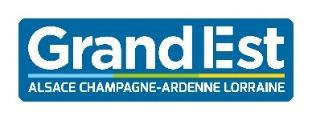 Grand Est
ALSACE CHAMPAGNE-ARDENNE LORRAINE